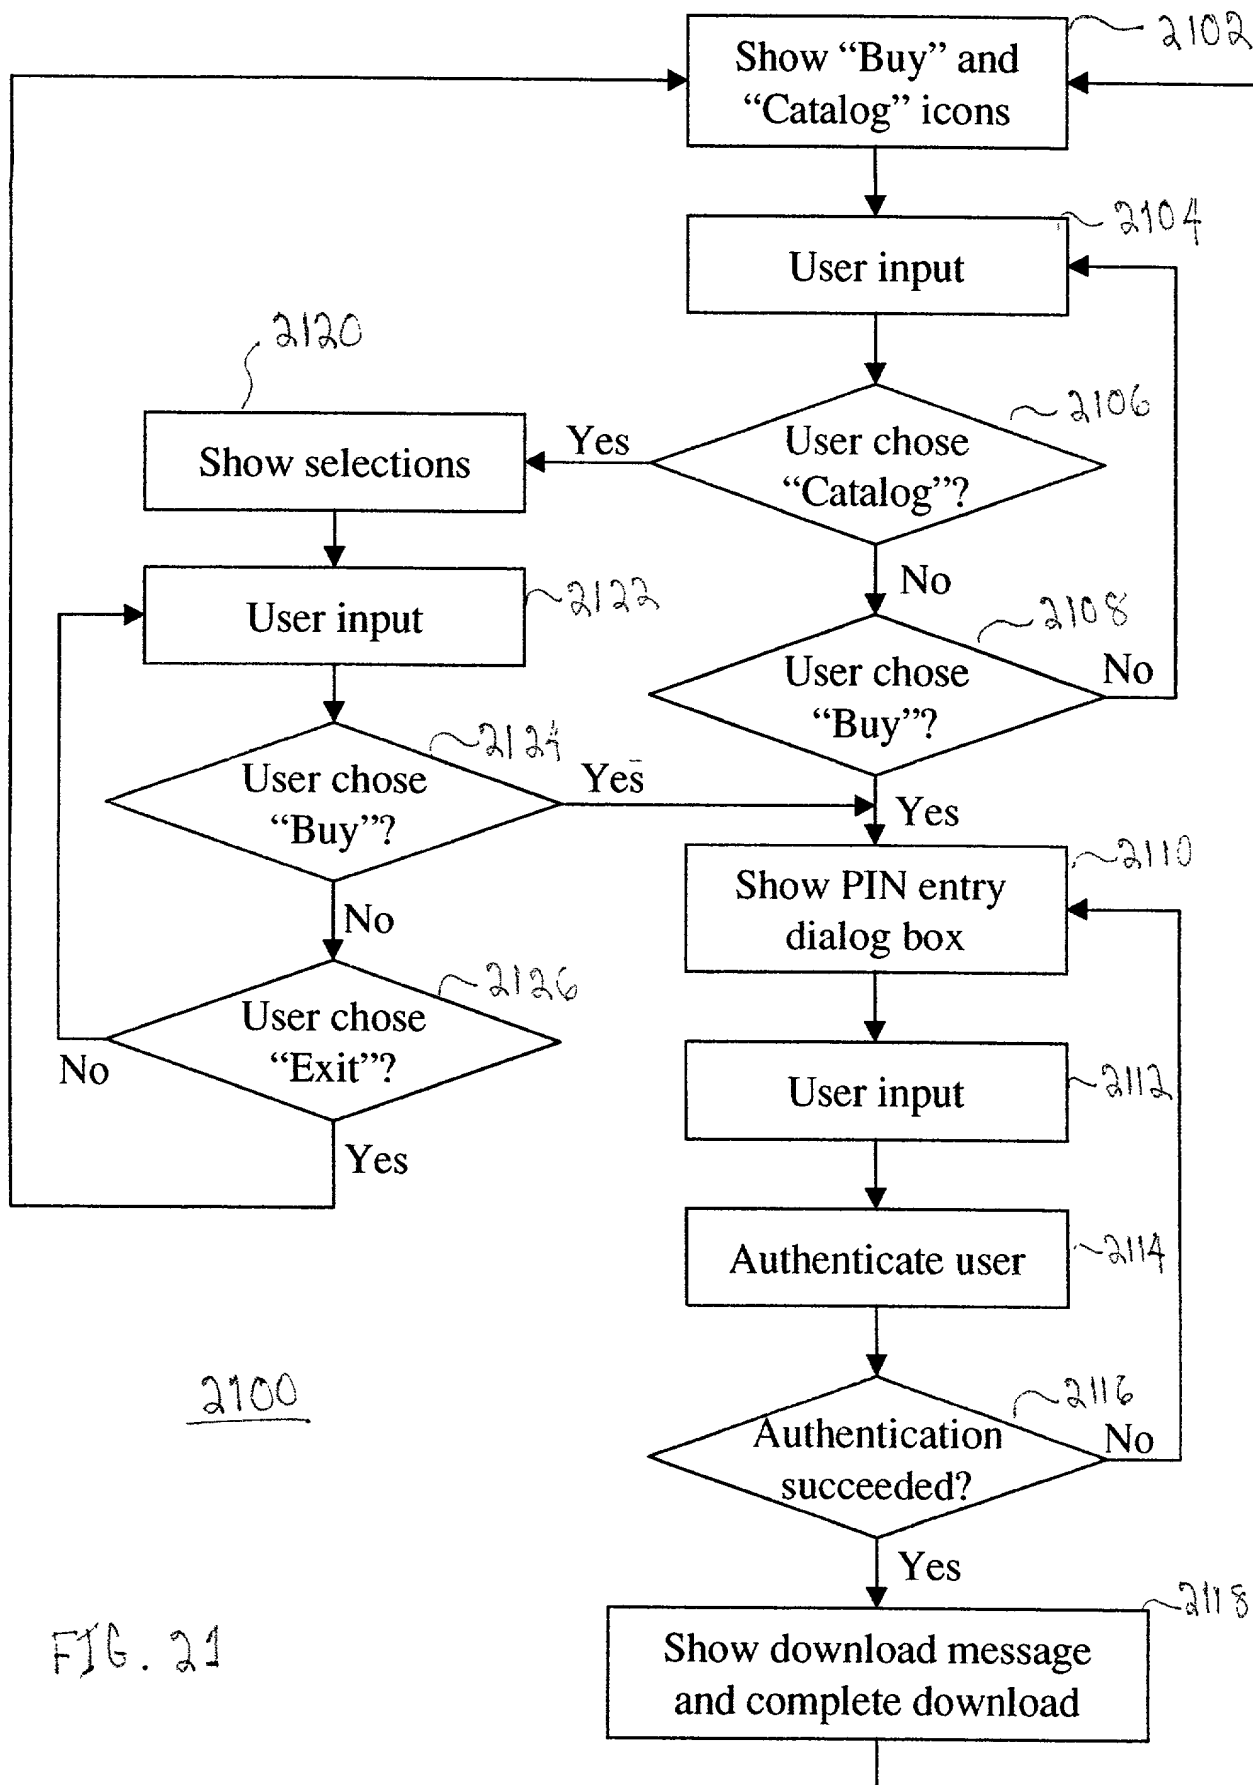 2102
Show “Buy” and
“Catalog” icons
2104
User input
2120
2106
Yes
User chose
“Catalog”?
Show selections
No
2122
User input
2108
User chose
“Buy”?
No
2124
User chose
“Buy”?
Yes
Yes
2110
Show PIN entry
dialog box
No
2126
User chose
“Exit”?
No
2112
User input
Yes
2114
Authenticate user
2100
2116
Authentication
succeeded?
No
Yes
2118
Show download message
and complete download
FIG. 21